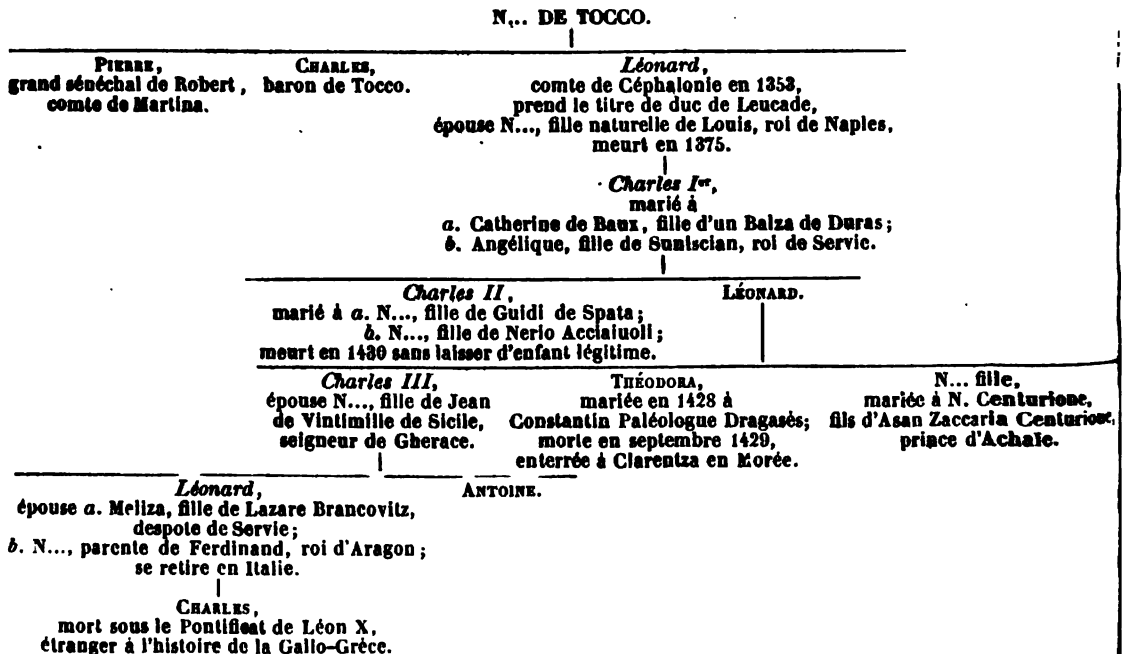 N... DE TOCCO.
PIERRE,
grand sénéchal de Robert,
comte de Martina.
CHARLES,
baron de Tocco.
Léonard,
comte de Céphalonie en 1353,
prend le titre de duc de Leucade,
épouse N..., fille naturelle de Louis, roi de Naples,
meurt en 1375.
Charles Ier,
marié à
a. Catherine de Baux, fille d'un Balza de Duras;
b. Angélique, fille de Suniscian, roi de Servie.
Charles II,
marié à a. N..., fille de Guidi de Spata;
b. N..., fille de Nerio Acciaiuoli;
meurt en 1430 sans laisser d'enfant légitime.
LÉONARD.
Charles III,
épouse N..., fille de Jean
de Vintimille de Sicile,
seigneur de Gherace.
THÉODORA,
mariée en 1428 à
Constantin Paléologue Dragasès;
morte en septembre 1429,
enterrée à Clarentza en Morée.
N... fille,
mariée à N. Centurione,
fils d'Asan Zaccaria Centurione,
prince d'Achaïe.
Léonard,
épouse a. Meliza, fille de Lazare Brancovitz,
despote de Servie;
b. N..., parente de Ferdinand, roi d'Aragon;
se retire en Italie.
ANTOINE.
CHARLES,
mort sous le Pontificat de Léon X,
étranger à l'histoire de la Gallo-Grèce.